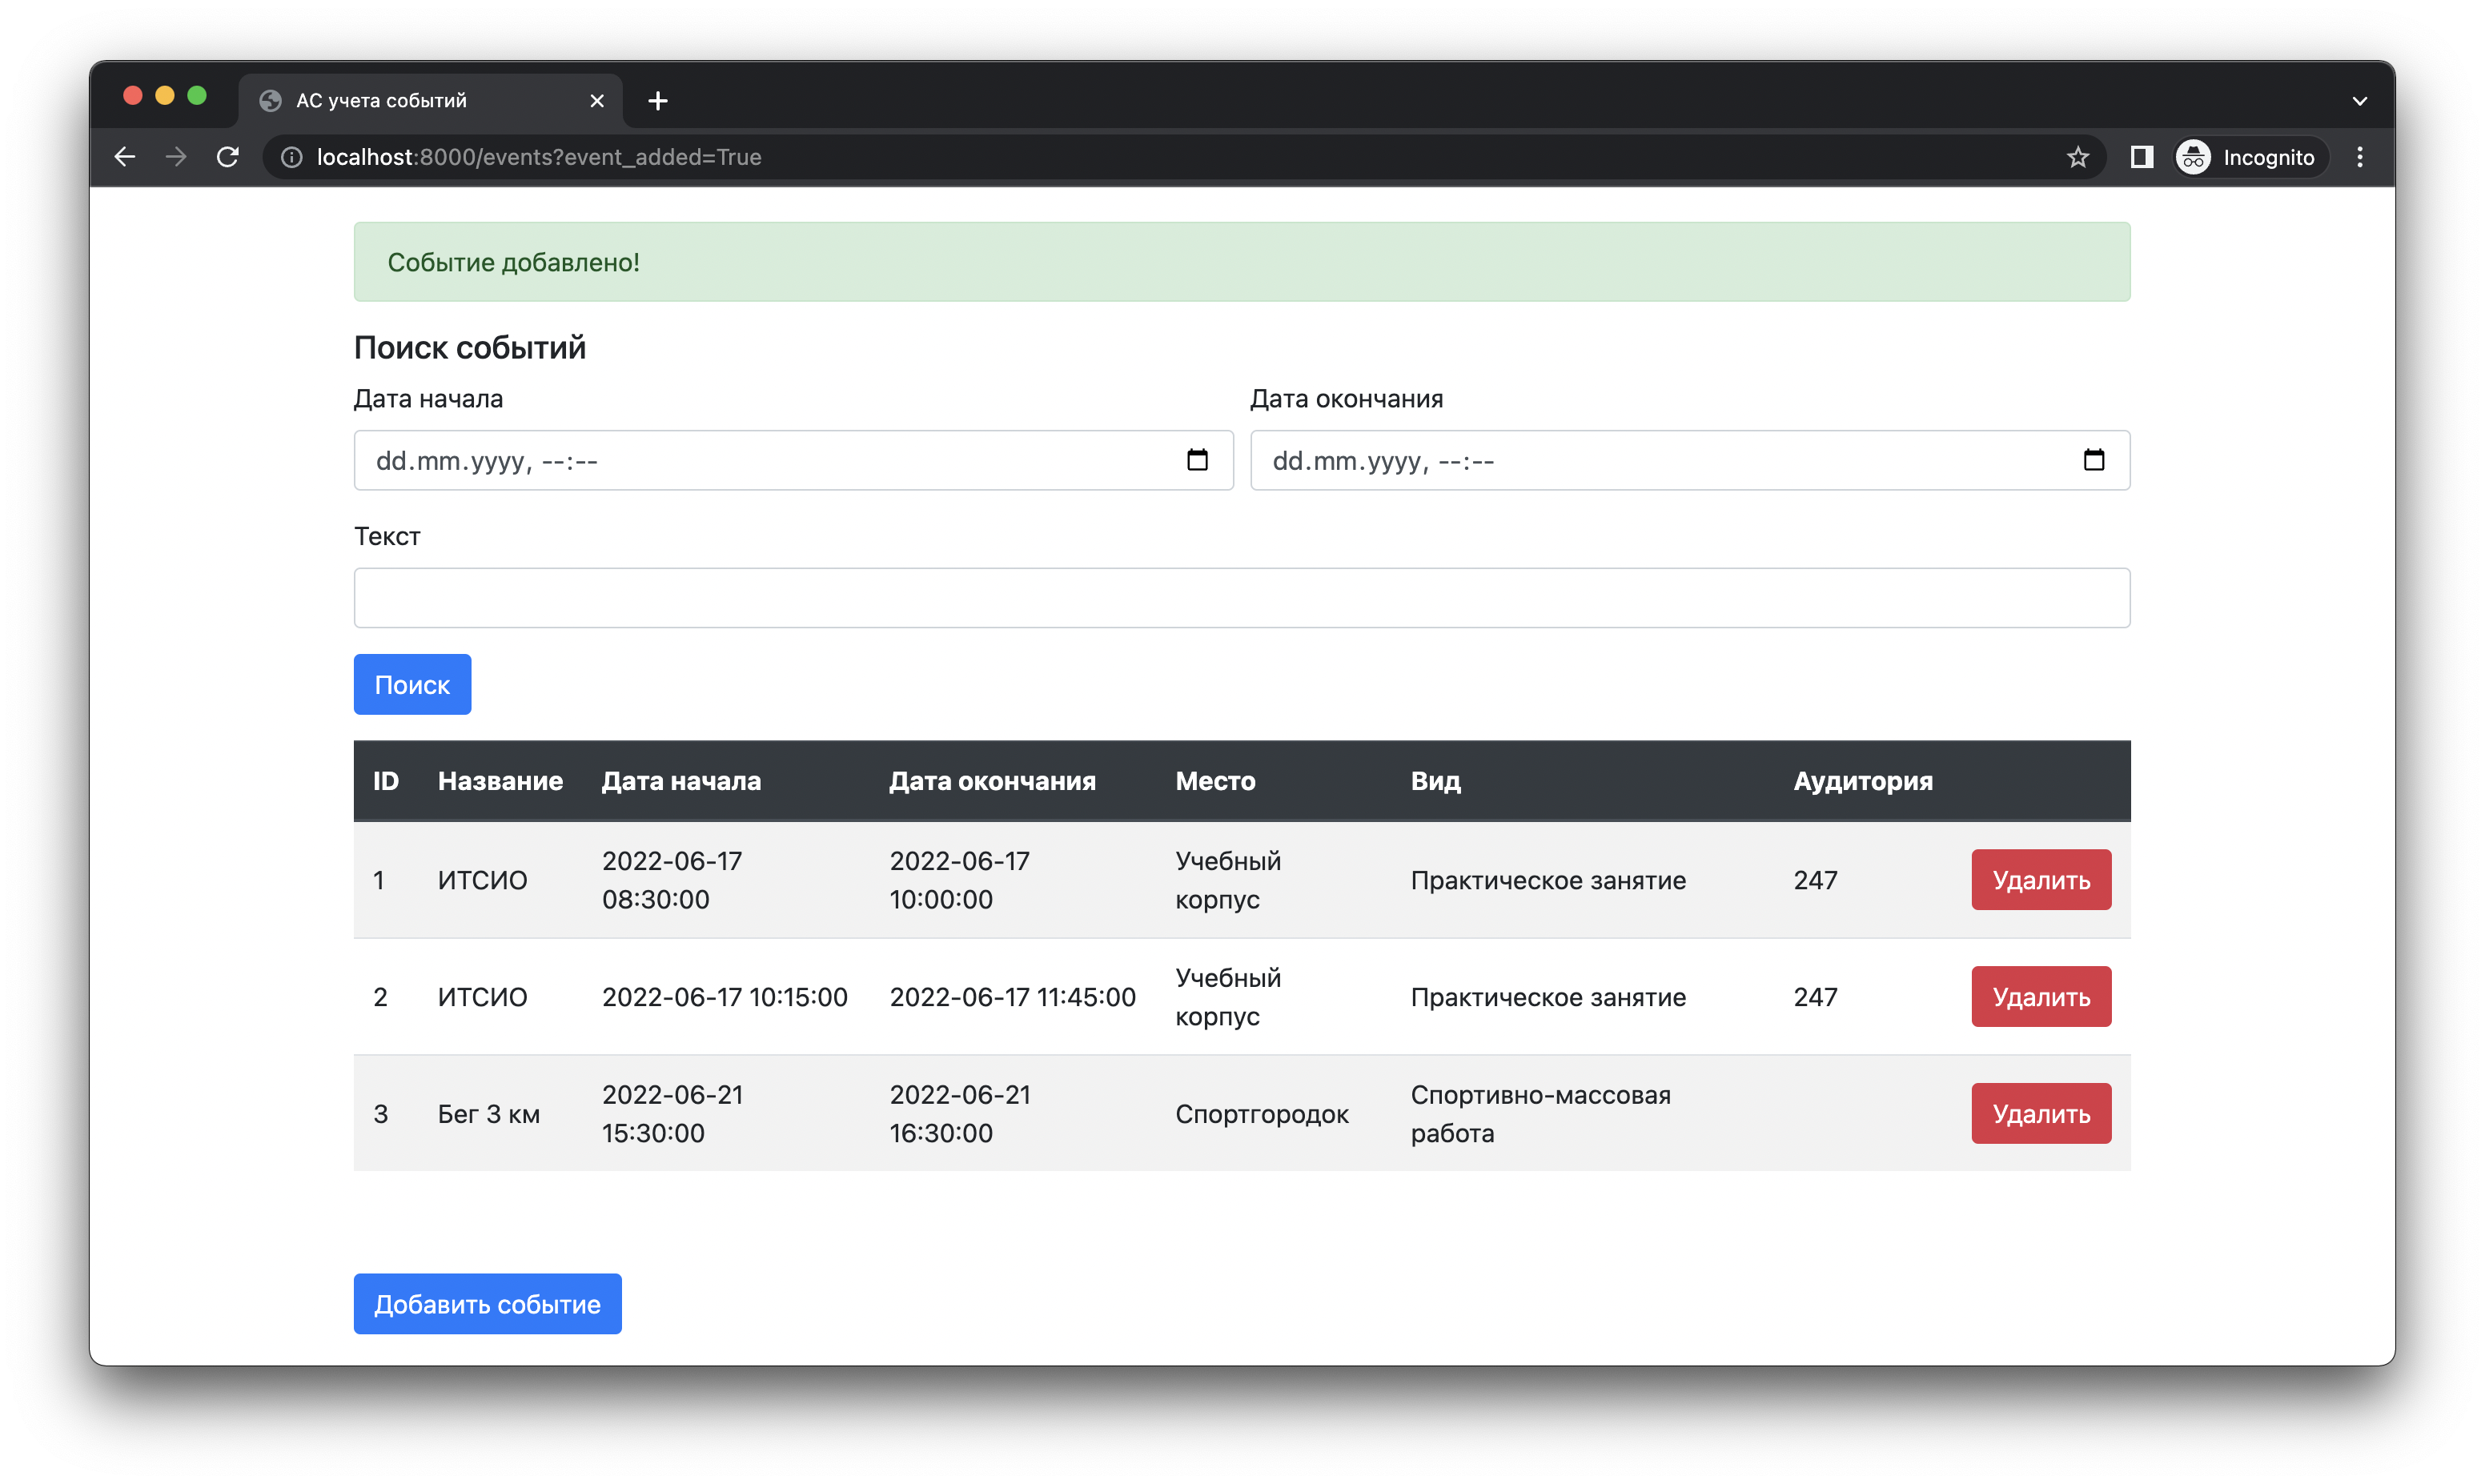 АС учета событий
localhost:8000/events?event_added=True
Incognito
Событие добавлено!
Поиск событий
Дата начала
Дата окончания
dd.mm.yyyy, --:--
dd.mm.yyyy, --:--
Текст
Поиск
ID Название Дата начала Дата окончания Место Вид Аудитория
1 ИТСИО 2022-06-17 08:30:00 2022-06-17 10:00:00 Учебный корпус Практическое занятие 247 Удалить
2 ИТСИО 2022-06-17 10:15:00 2022-06-17 11:45:00 Учебный корпус Практическое занятие 247 Удалить
3 Бег 3 км 2022-06-21 15:30:00 2022-06-21 16:30:00 Спортгородок Спортивно-массовая работа Удалить
Добавить событие